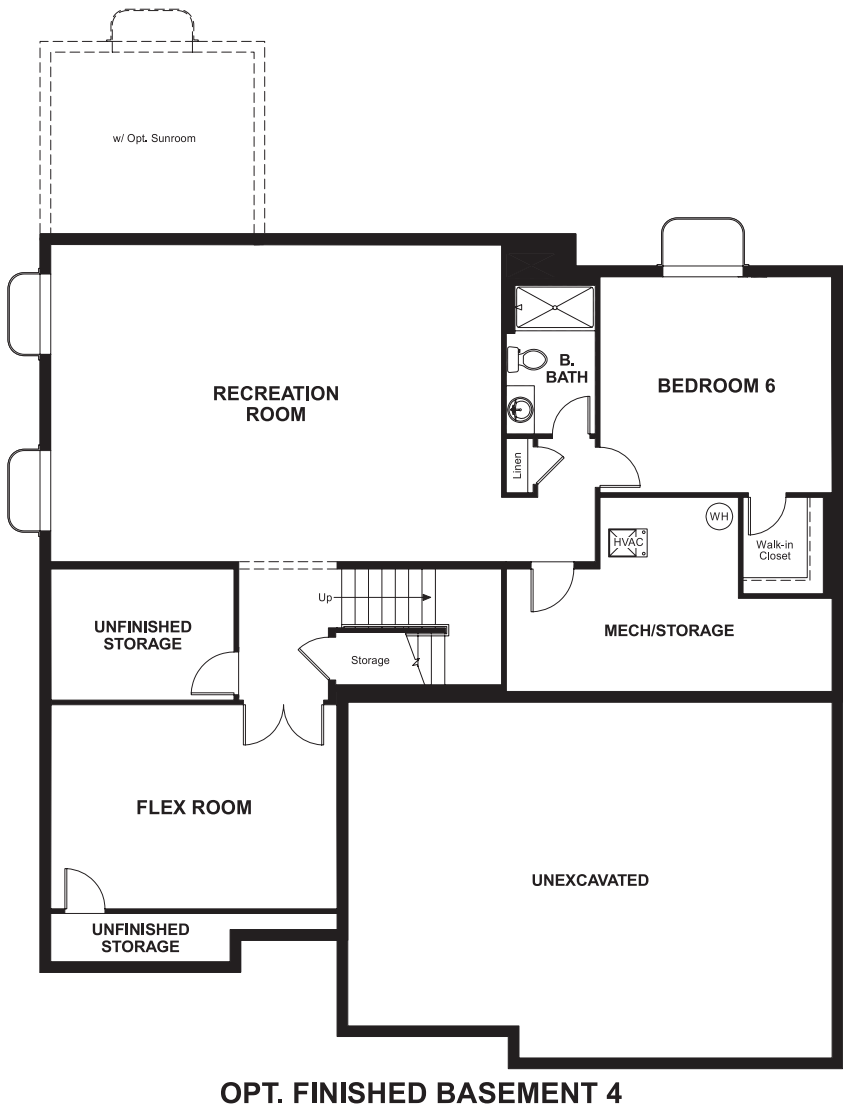 w/ Opt. Sunroom
RECREATION
ROOM
B.
BATH
BEDROOM 6
Linen
WH
HVAC
Walk-in
Closet
Up
UNFINISHED
STORAGE
MECH/STORAGE
Storage
FLEX ROOM
UNEXCAVATED
UNFINISHED
STORAGE
OPT. FINISHED BASEMENT 4